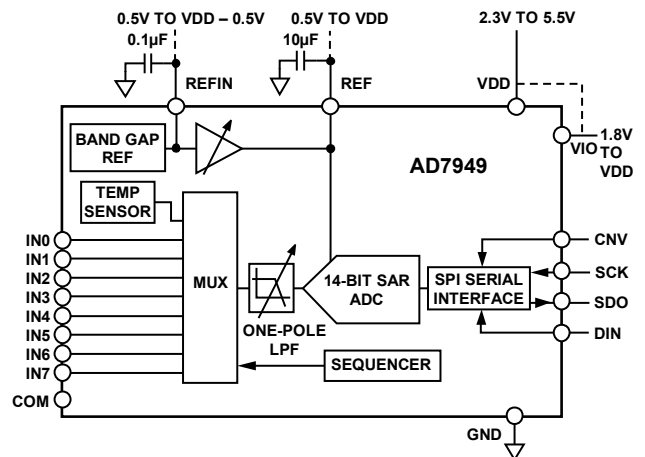 0.5V TO VDD – 0.5V
0.1µF
0.5V TO VDD
10µF
2.3V TO 5.5V
REFIN
REF
VDD
BAND GAP
REF
AD7949
VIO
1.8V
TO
VDD
TEMP
SENSOR
IN0
IN1
IN2
IN3
IN4
IN5
IN6
IN7
COM
MUX
ONE-POLE
LPF
14-BIT SAR
ADC
SPI SERIAL
INTERFACE
CNV
SCK
SDO
DIN
SEQUENCER
GND